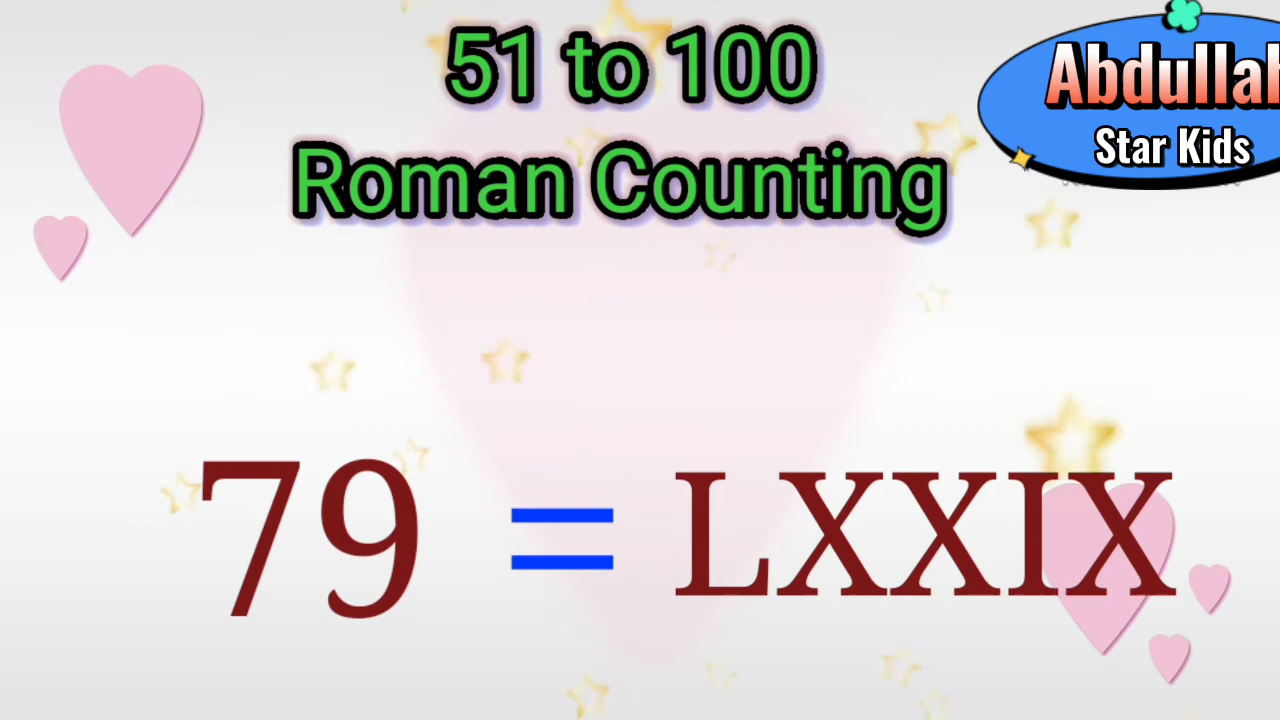 51 to 100
Roman Counting
Abdullah
Star Kids
79 = LXXIX